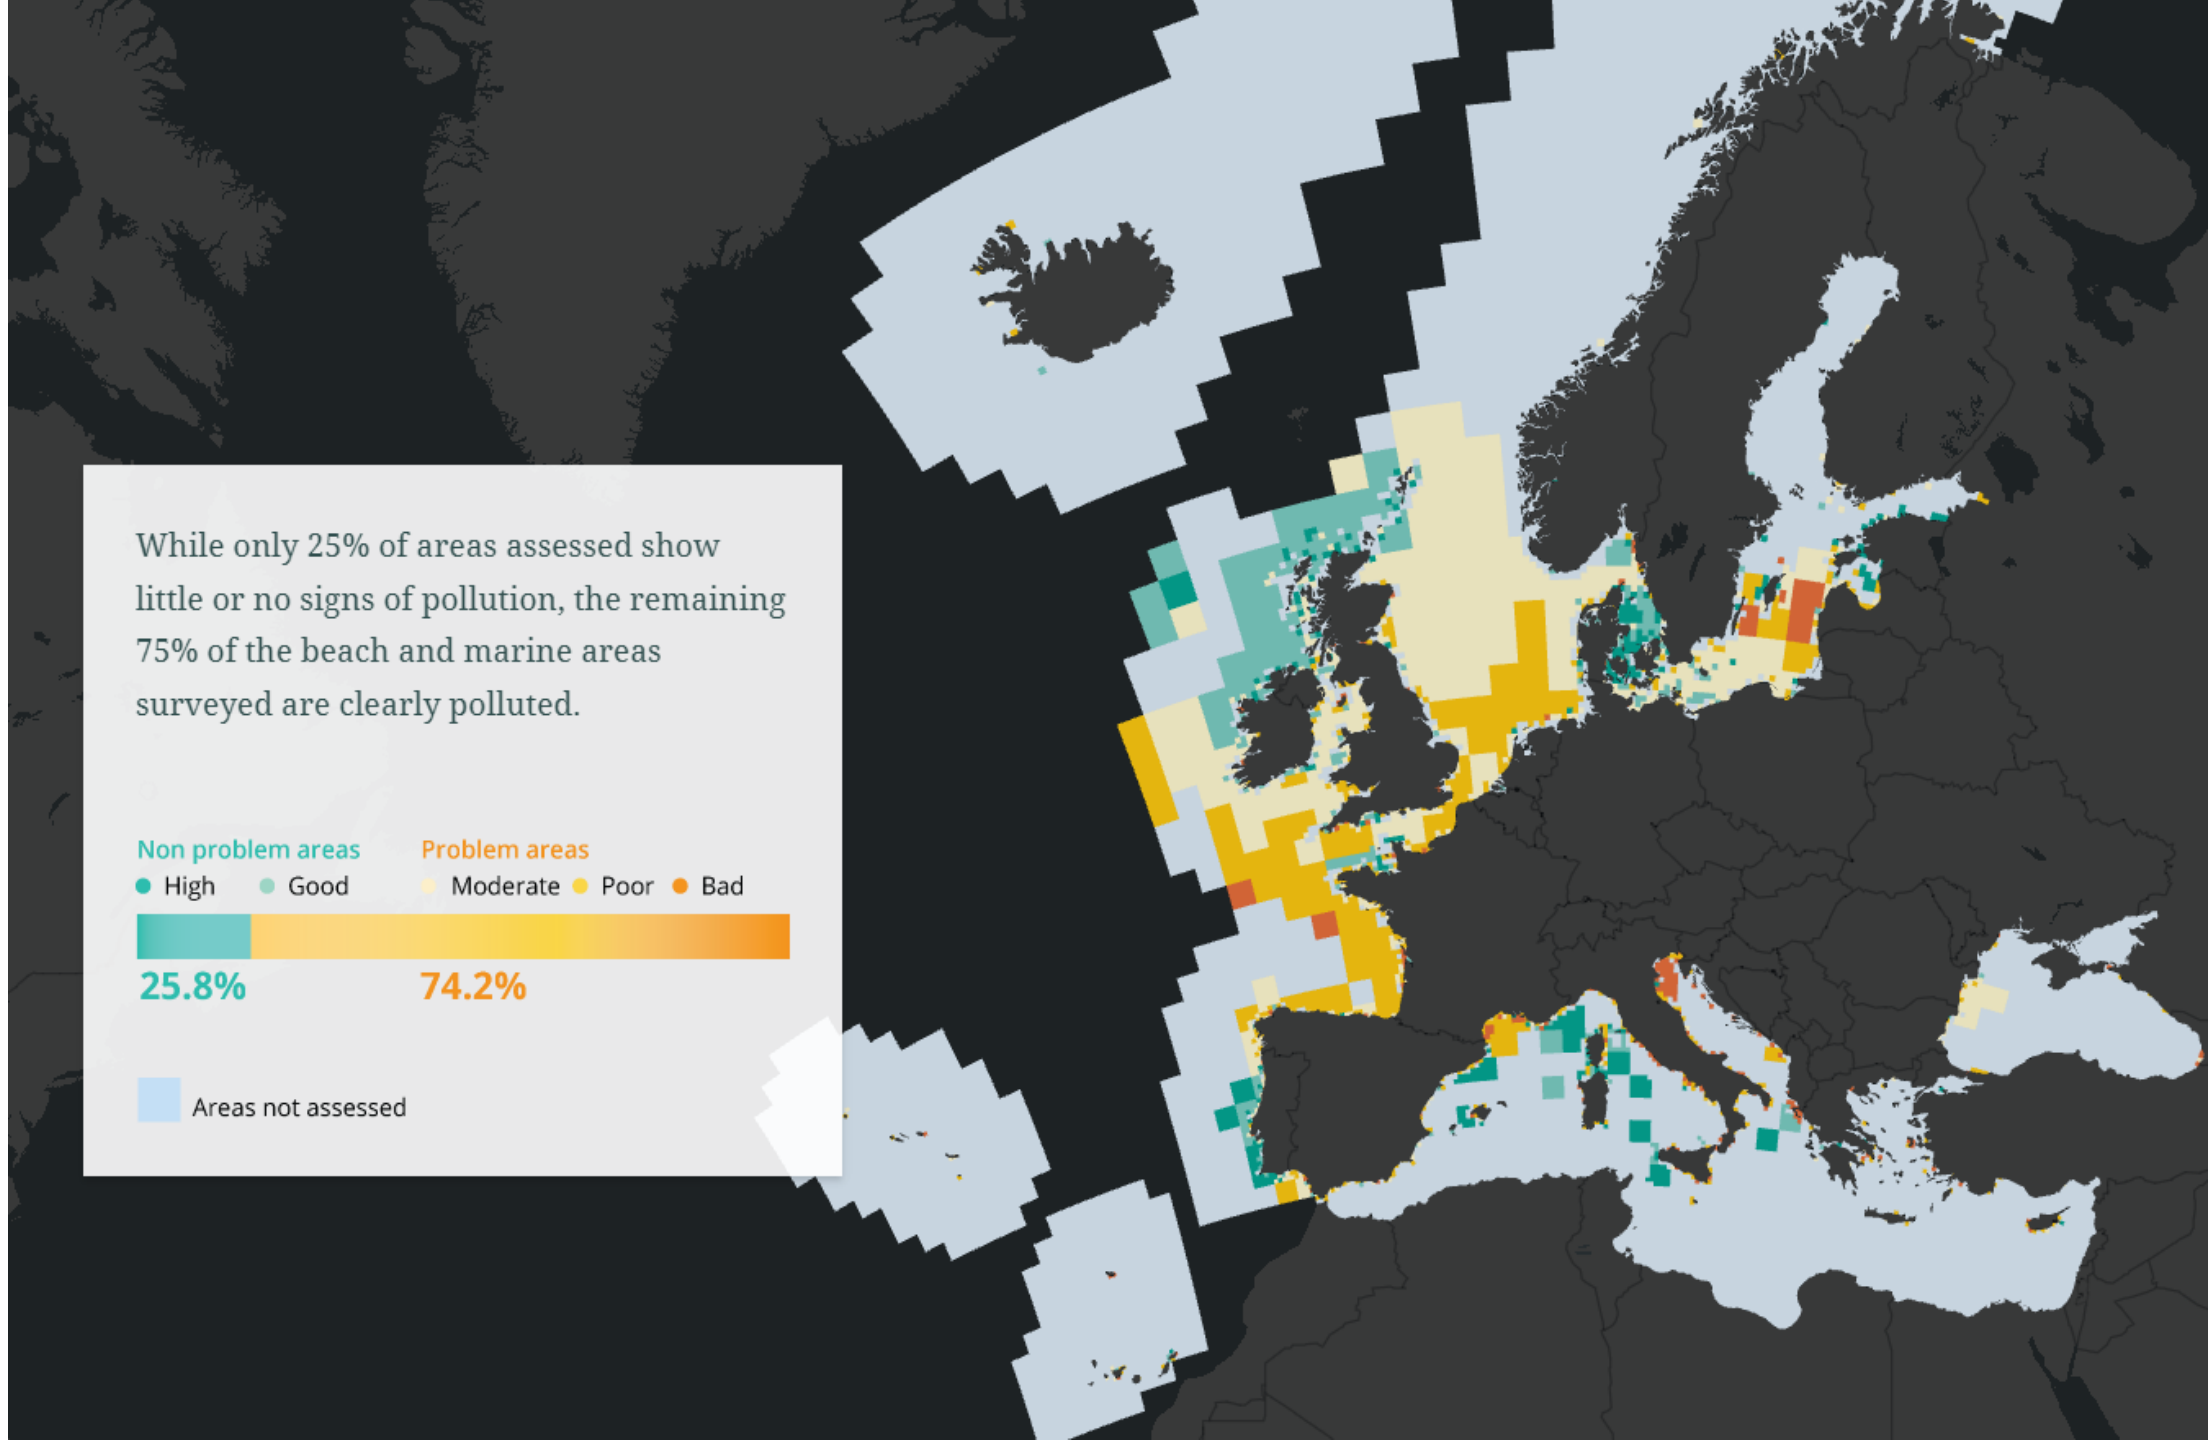 While only 25% of areas assessed show
little or no signs of pollution, the remaining
75% of the beach and marine areas
surveyed are clearly polluted.
Non problem areas
Problem areas
High
Good
Moderate
Poor
Bad
25.8%
74.2%
Areas not assessed